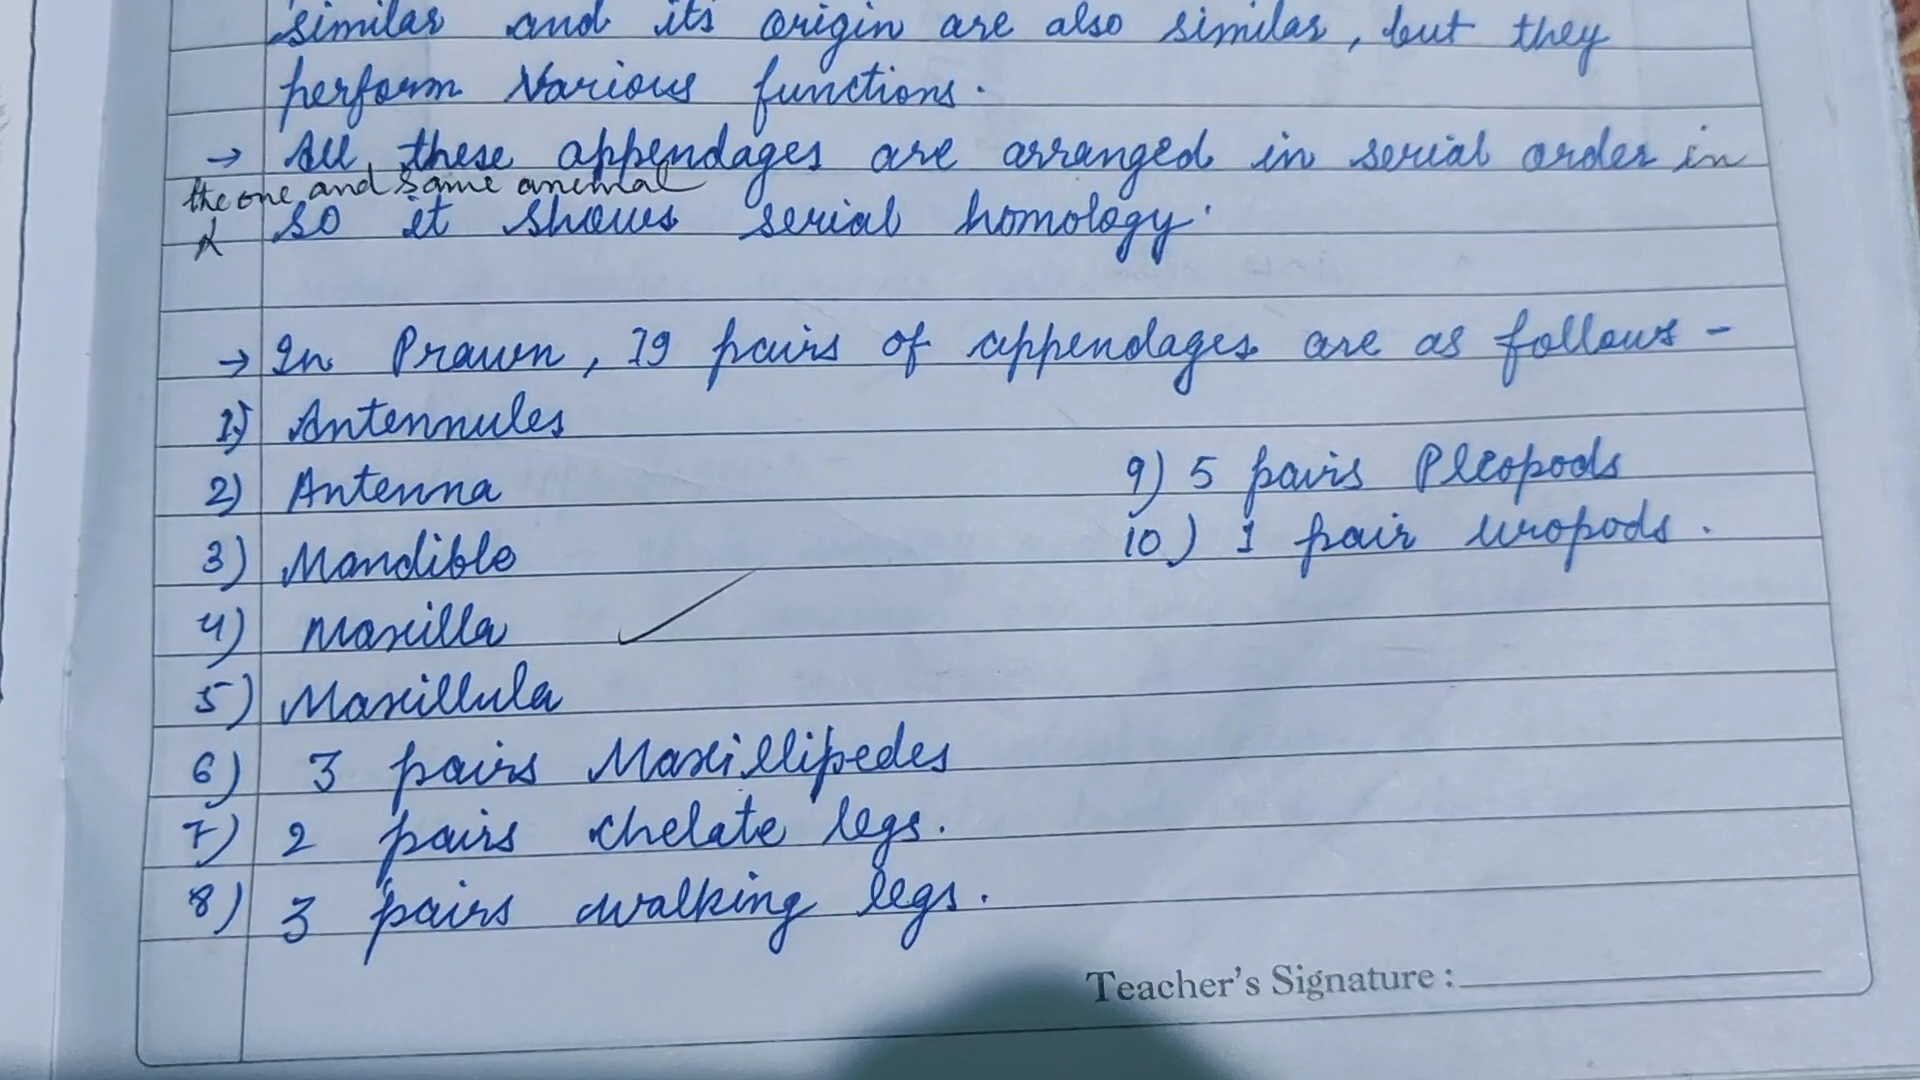 similar and its origin are also similar, but they
perform various functions.
→ All these appendages are arranged in serial order in
the one and same animal
so it shows serial homology.
→ In Prawn, 19 pairs of appendages are as follows -
1) Antennules
2) Antenna
3) Mandible
4) Maxilla
5) Maxillula
6) 3 pairs Maxillipedes
7) 2 pairs chelate legs.
8) 3 pairs walking legs.
9) 5 pairs Pleopods
10) 1 pair uropods.
Teacher's Signature :